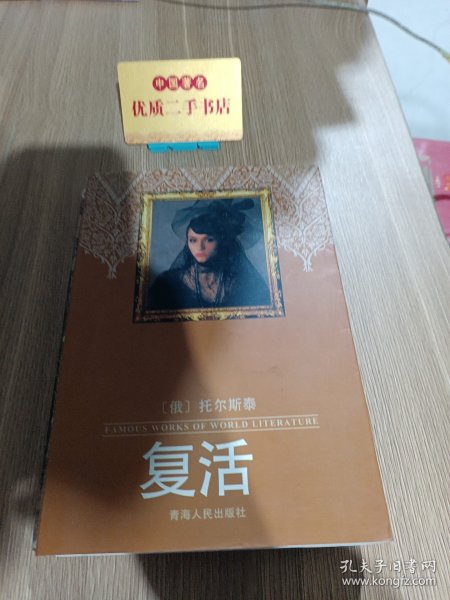 中国著名
优质二手书店
〔俄〕托尔斯泰
FAMOUS WORKS OF WORLD LITERATURE
复活
青海人民出版社
孔夫子旧书网
www.kongfz.com